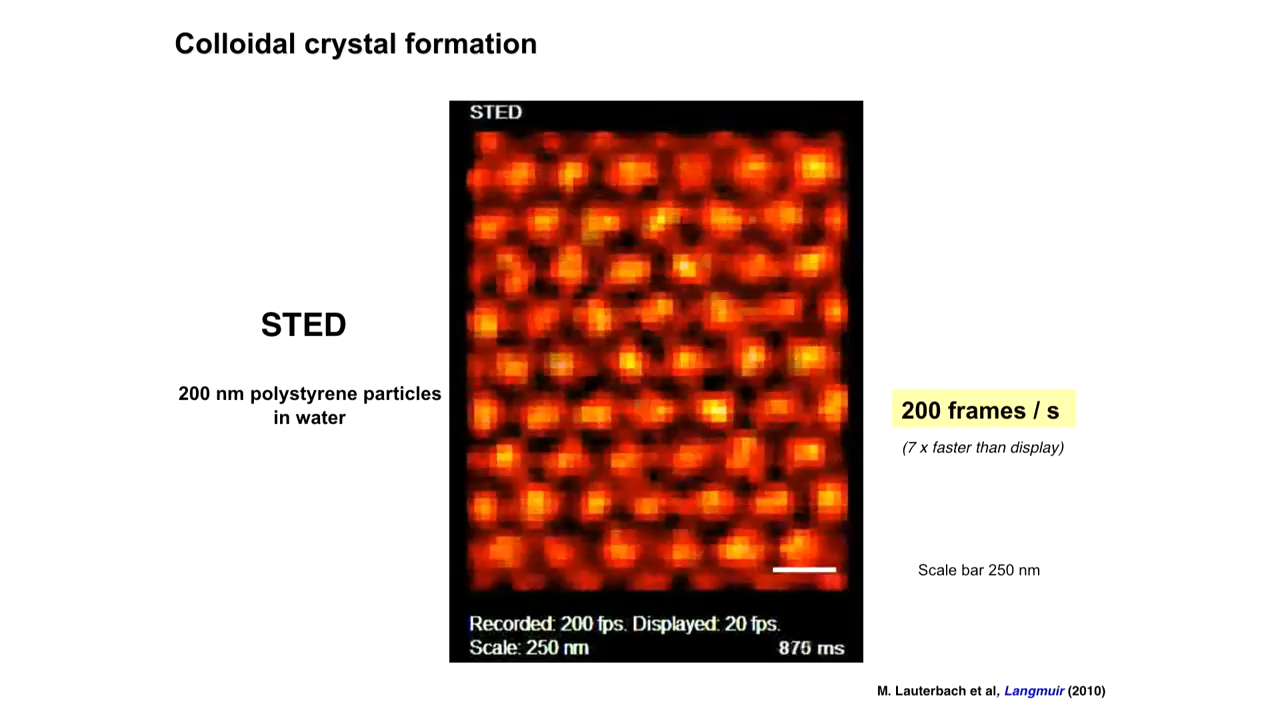 Colloidal crystal formation
STED
STED
200 nm polystyrene particles
in water
200 frames / s
(7 x faster than display)
Scale bar 250 nm
Recorded: 200 fps. Displayed: 20 fps.
Scale: 250 nm
875 ms
M. Lauterbach et al, Langmuir (2010)